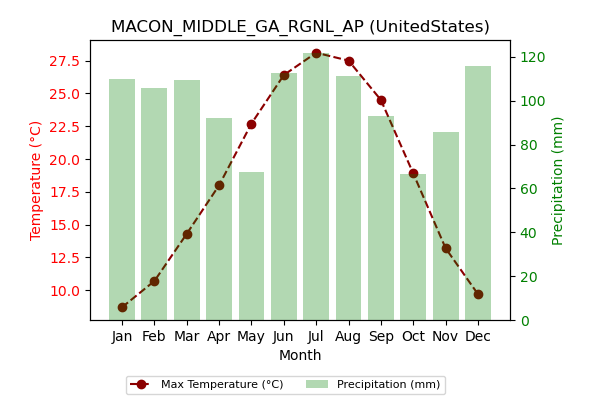 MACON_MIDDLE_GA_RGNL_AP (UnitedStates)
27.5
25.0
22.5
20.0
17.5
15.0
12.5
10.0
Temperature (°C)
120
100
80
60
40
20
0
Precipitation (mm)
Jan Feb Mar Apr May Jun Jul Aug Sep Oct Nov Dec
Month
Max Temperature (°C) Precipitation (mm)